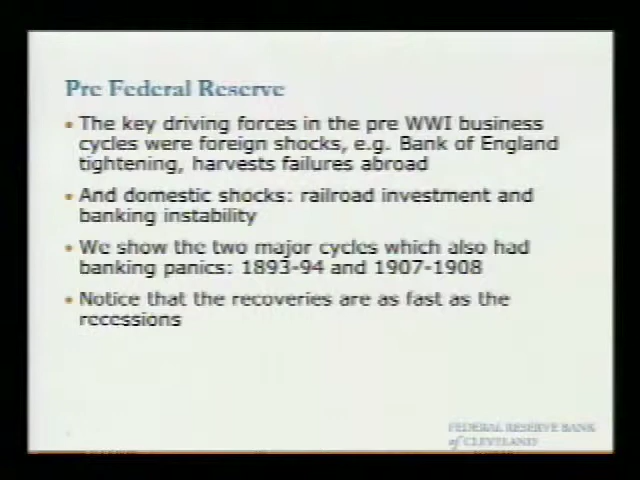 Pre Federal Reserve
• The key driving forces in the pre WWI business
cycles were foreign shocks, e.g. Bank of England
tightening, harvests failures abroad
• And domestic shocks: railroad investment and
banking instability
• We show the two major cycles which also had
banking panics: 1893-94 and 1907-1908
• Notice that the recoveries are as fast as the
recessions
FEDERAL RESERVE BANK
of CLEVELAND